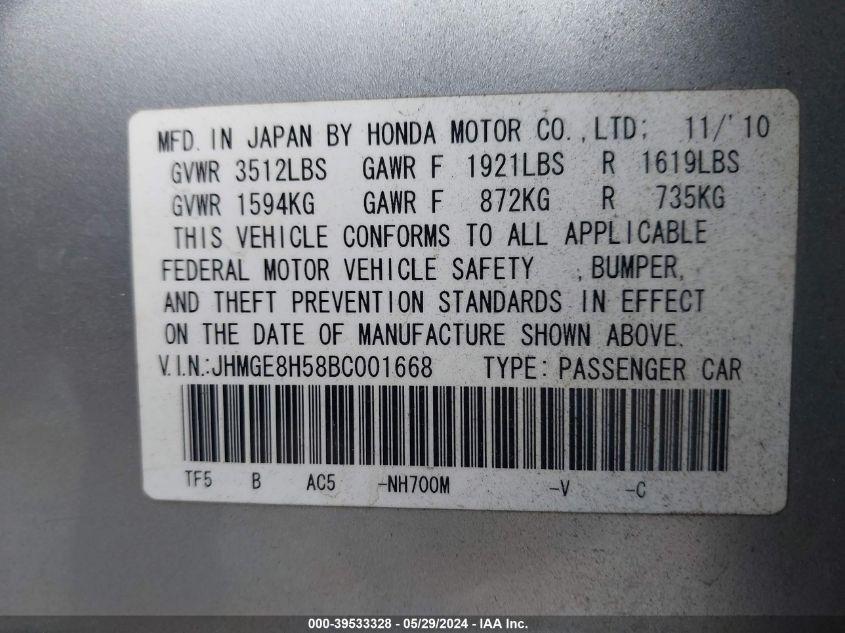 MFD. IN JAPAN BY HONDA MOTOR CO., LTD; 11/'10
GVWR 3512LBS GAWR F 1921LBS R 1619LBS
GVWR 1594KG GAWR F 872KG R 735KG
THIS VEHICLE CONFORMS TO ALL APPLICABLE
FEDERAL MOTOR VEHICLE SAFETY , BUMPER,
AND THEFT PREVENTION STANDARDS IN EFFECT
ON THE DATE OF MANUFACTURE SHOWN ABOVE.
V.I.N.:JHMGE8H58BC001668 TYPE: PASSENGER CAR
TF5 B AC5 -NH700M -V -C
000-39533328 - 05/29/2024 - IAA Inc.